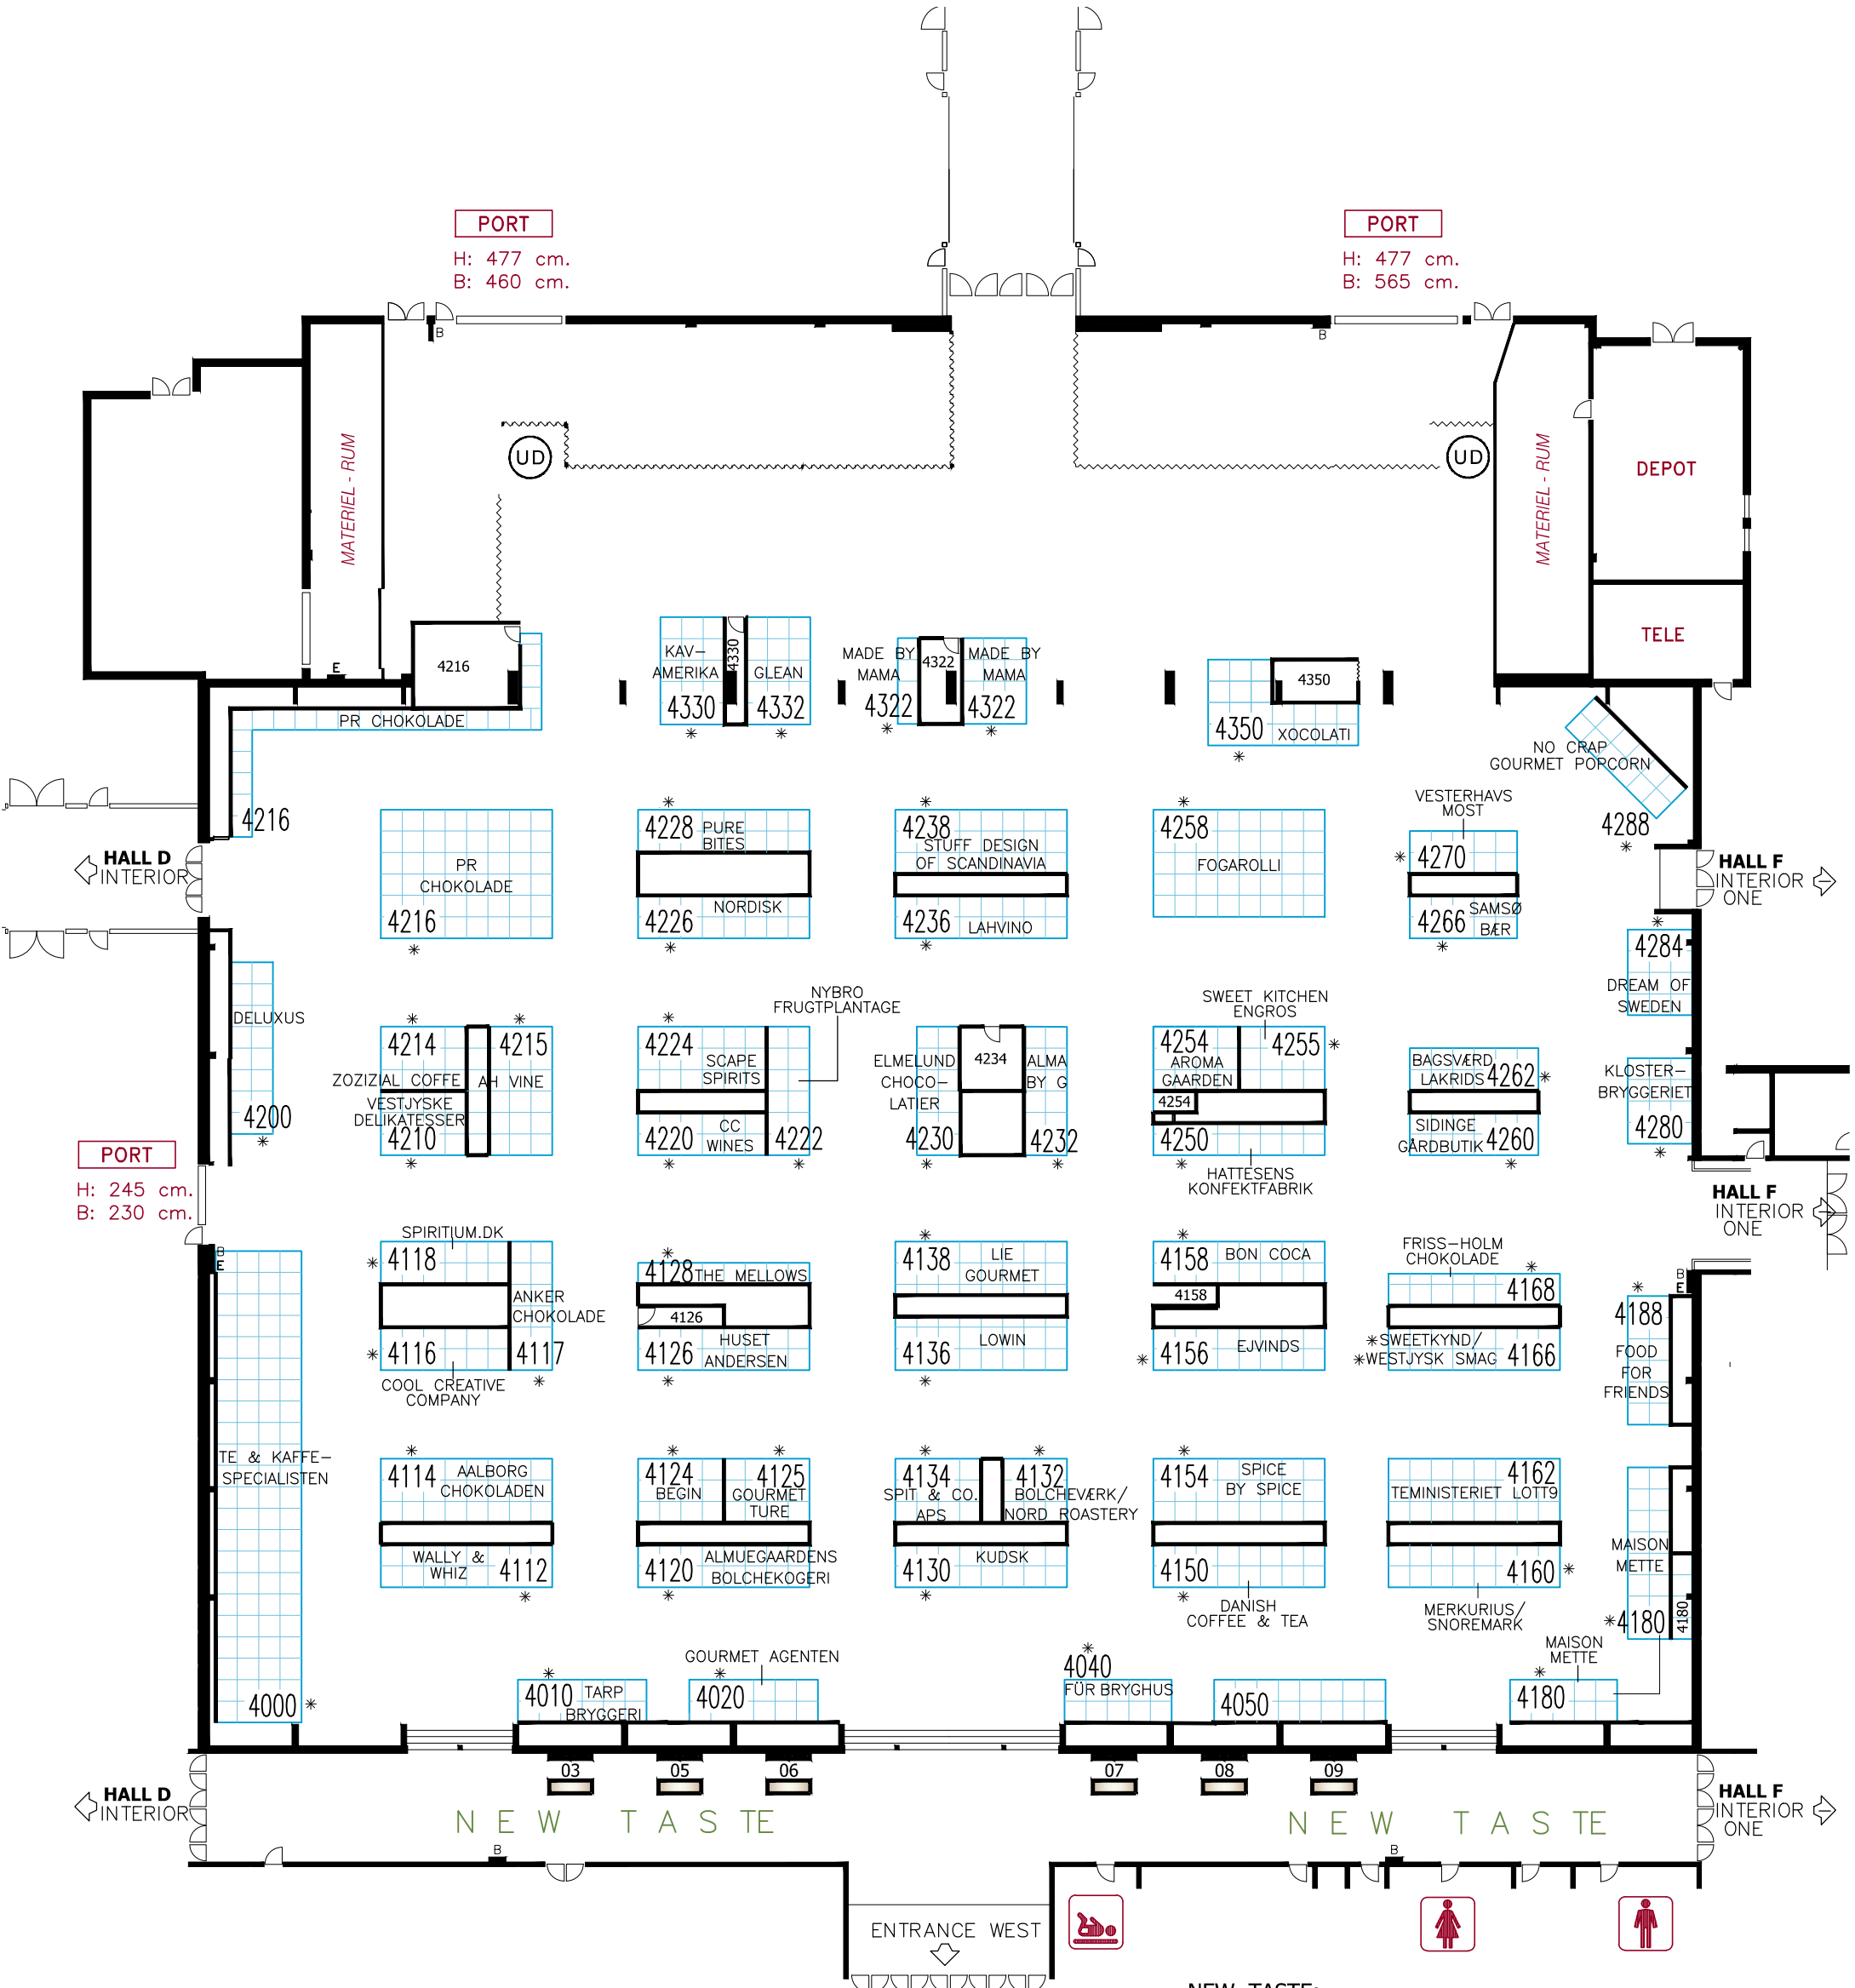 PORT
H: 477 cm.
B: 460 cm.
PORT
H: 477 cm.
B: 565 cm.
B
B
MATERIEL - RUM
UD
UD
MATERIEL - RUM
DEPOT
TELE
E
4216
PR CHOKOLADE
4216
KAV-
AMERIKA
4330
4330
GLEAN
4332
*
*
MADE BY
MAMA
4322
4322
MADE BY
MAMA
4322
*
*
4350
4350
XOCOLATI
*
NO CRAP
GOURMET POPCORN
4288
*
HALL D
INTERIOR
PR
CHOKOLADE
4216
*
*
4228
PURE
BITES
NORDISK
4226
*
*
4238
STUFF DESIGN
OF SCANDINAVIA
4236
LAHVINO
*
*
4258
FOGAROLLI
VESTERHAVS
MOST
*
4270
4266
SAMSØ
BÆR
*
HALL F
INTERIOR
ONE
*
4284
DREAM OF
SWEDEN
DELUXUS
4200
*
*
*
4214
4215
ZOZIZIAL COFFE
AH VINE
VESTJYSKE
DELIKATESSER
4210
*
NYBRO
FRUGTPLANTAGE
*
4224
SCAPE
SPIRITS
4220
CC
WINES
4222
*
*
ELMELUND
CHOCO-
LATIER
4230
4234
ALMA
BY G
4232
*
*
SWEET KITCHEN
ENGROS
4254
AROMA
GAARDEN
4255
*
4254
4250
*
HATTESENS
KONFEKTFABRIK
BAGSVÆRD
LAKRIDS
4262
*
SIDINGE
GÅRDBUTIK
4260
*
KLOSTER-
BRYGGERIET
4280
*
PORT
H: 245 cm.
B: 230 cm.
HALL F
INTERIOR
ONE
B
E
SPIRITIUM.DK
*
4118
ANKER
CHOKOLADE
*
4116
4117
*
COOL CREATIVE
COMPANY
*
4128
THE MELLOWS
4126
HUSET
ANDERSEN
4126
*
*
4138
LIE
GOURMET
LOWIN
4136
*
*
4158
BON COCA
4158
EJVINDS
*
4156
FRISS-HOLM
CHOKOLADE
*
4168
*SWEETKYND/
*WESTJYSK SMAG
4166
B
E
*
4188
FOOD
FOR
FRIENDS
TE & KAFFE-
SPECIALISTEN
4000
*
*
4114
AALBORG
CHOKOLADEN
WALLY &
WHIZ
4112
*
*
*
4124
BEGIN
4125
GOURMET
TURE
4120
ALMUEGAARDENS
BOLCHEKOGERI
*
*
*
4134
SPIT & CO.
APS
4132
BOLCHEVÆRK/
NORD ROASTERY
KUDSK
4130
*
*
4154
SPICE
BY SPICE
4150
*
DANISH
COFFEE & TEA
4162
TEMINISTERIET LOTT9
4160
*
MERKURIUS/
SNOREMARK
MAISON
METTE
*4180
4180
*
4010
TARP
BRYGGERI
GOURMET AGENTEN
*
4020
*
4040
FÜR BRYGHUS
4050
MAISON
METTE
*
4180
03
05
06
07
08
09
HALL D
INTERIOR
NEW TASTE
NEW TASTE
HALL F
INTERIOR
ONE
B
B
ENTRANCE WEST
NEW TASTE: